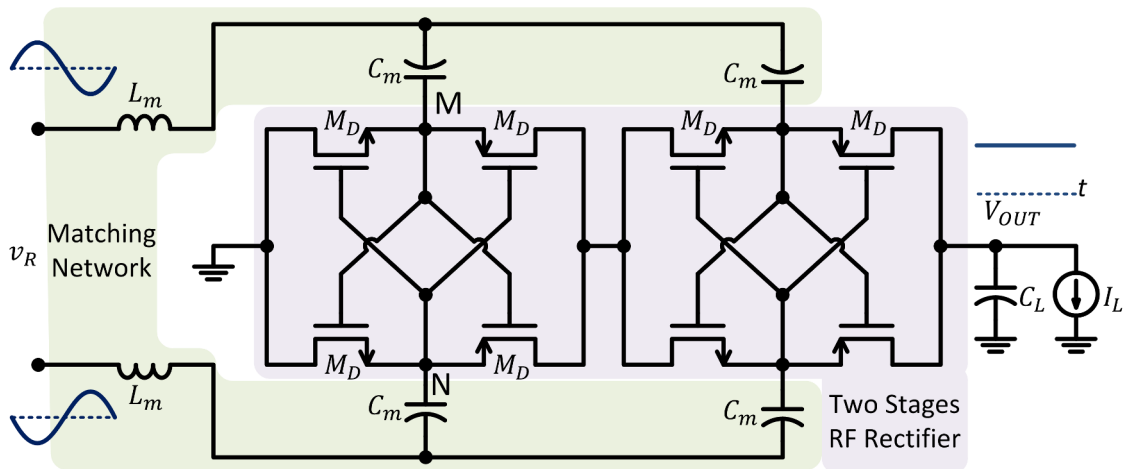 C_m
C_m
L_m
M
M_D
M_D
M_D
M_D
t
V_OUT
Matching
Network
v_R
C_L
I_L
M_D
M_D
N
L_m
C_m
C_m
Two Stages
RF Rectifier